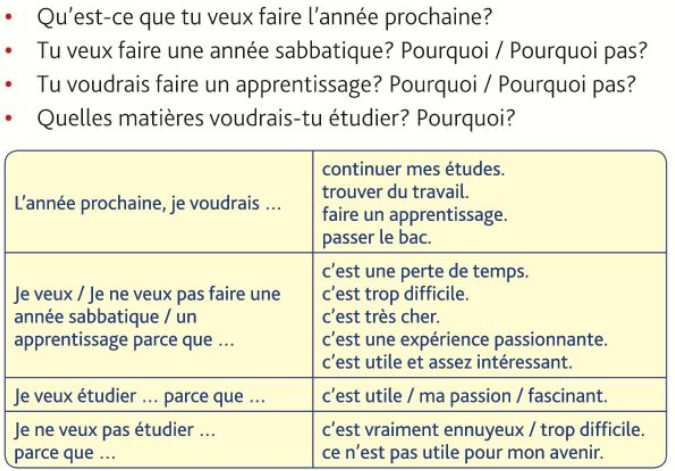 • Qu'est-ce que tu veux faire l'année prochaine?
• Tu veux faire une année sabbatique? Pourquoi / Pourquoi pas?
• Tu voudrais faire un apprentissage? Pourquoi / Pourquoi pas?
• Quelles matières voudrais-tu étudier? Pourquoi?
L'année prochaine, je voudrais …
continuer mes études.
trouver du travail.
faire un apprentissage.
passer le bac.
Je veux / Je ne veux pas faire une
année sabbatique / un
apprentissage parce que …
c'est une perte de temps.
c'est trop difficile.
c'est très cher.
c'est une expérience passionnante.
c'est utile et assez intéressant.
Je veux étudier … parce que …
c'est utile / ma passion / fascinant.
Je ne veux pas étudier …
parce que …
c'est vraiment ennuyeux / trop difficile.
ce n'est pas utile pour mon avenir.